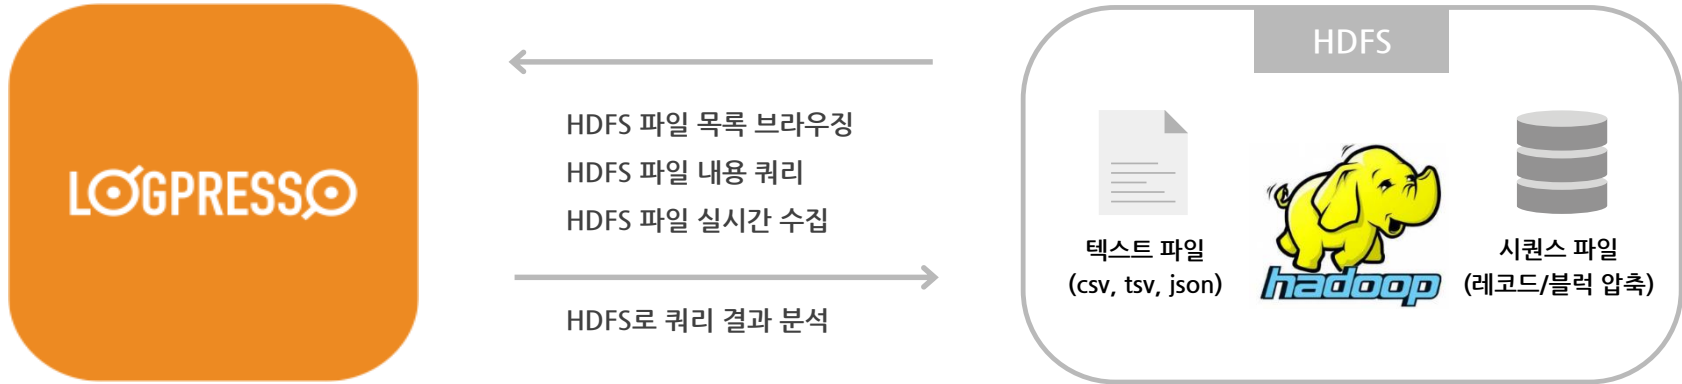 LOGPRESSO
HDFS 파일 목록 브라우징
HDFS 파일 내용 쿼리
HDFS 파일 실시간 수집
HDFS로 쿼리 결과 분석
HDFS
텍스트 파일
(csv, tsv, json)
hadoop
시퀀스 파일
(레코드/블럭 압축)